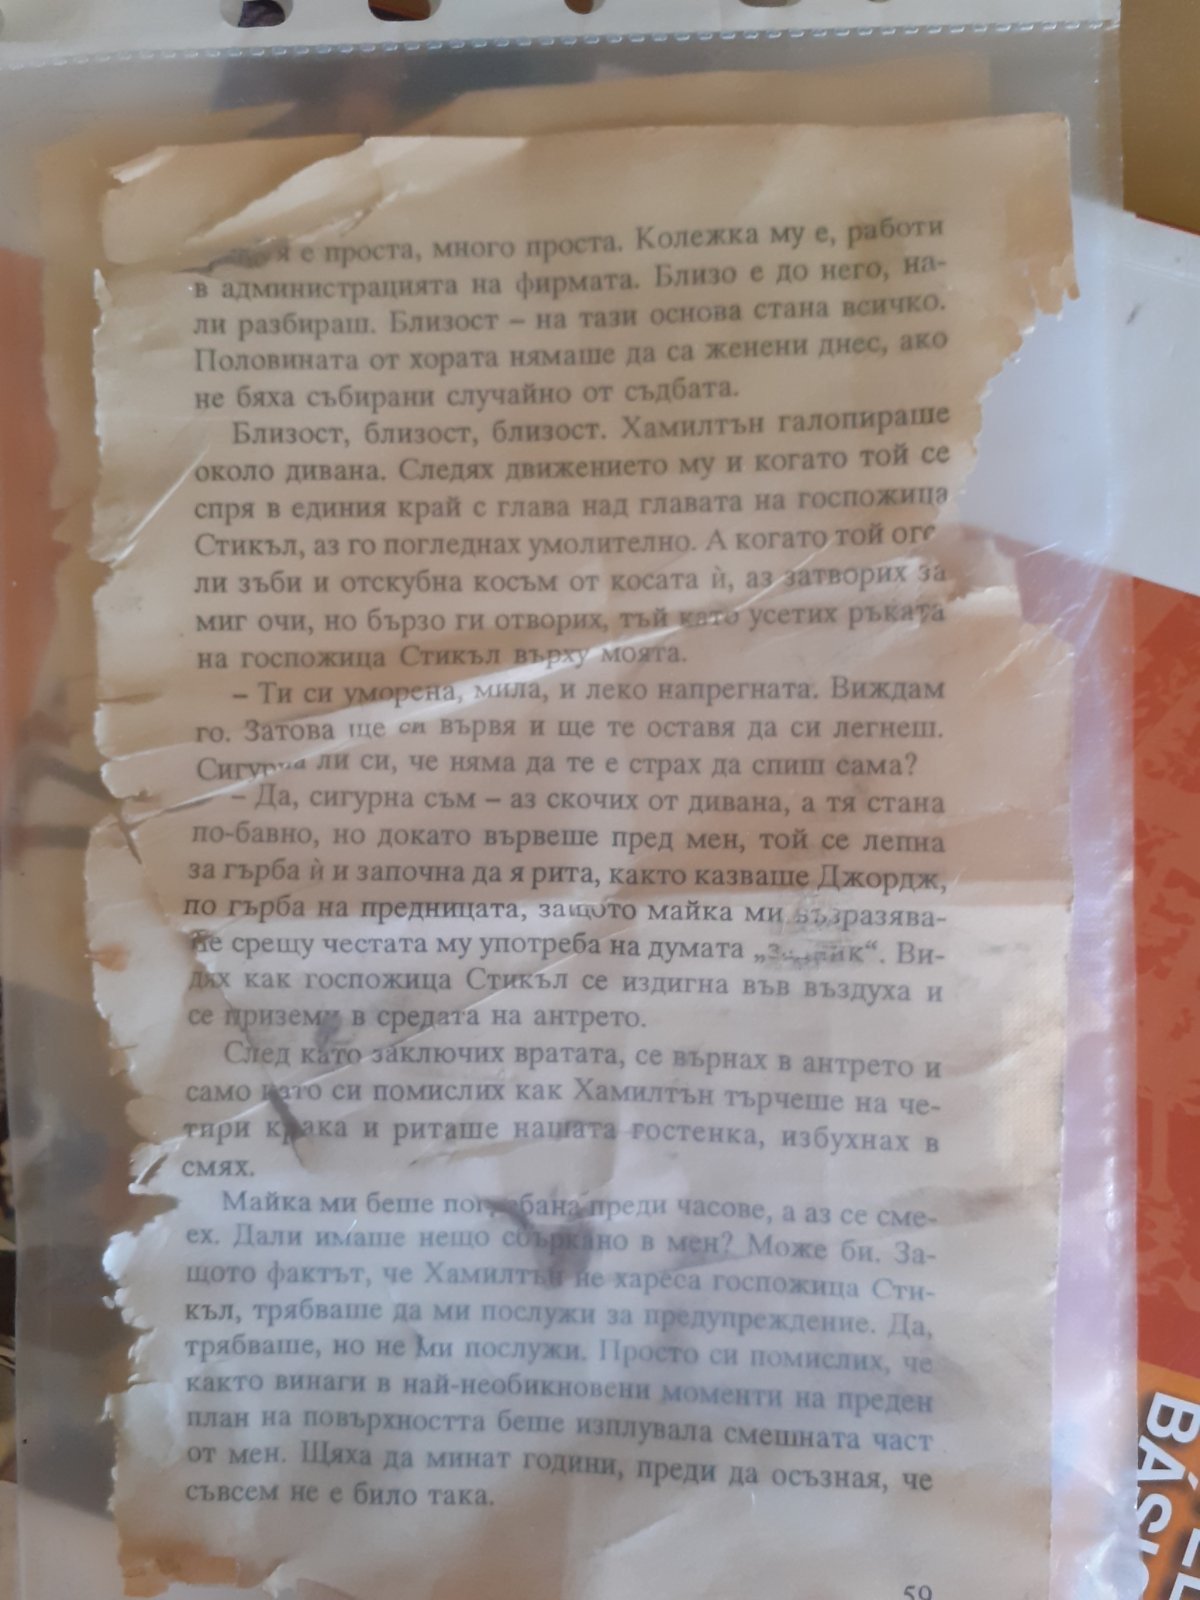 я е проста, много проста. Колежка му е, работи
в администрацията на фирмата. Близо е до него, на-
ли разбираш. Близост – на тази основа стана всичко.
Половината от хората нямаше да са женени днес, ако
не бяха събирани случайно от съдбата.
Близост, близост, близост. Хамилтън галопираше
около дивана. Следях движението му и когато той се
спря в единия край с глава над главата на госпожица
Стикъл, аз го погледнах умолително. А когато той ого
ли зъби и отскубна косъм от косата ѝ, аз затворих за
миг очи, но бързо ги отворих, тъй като усетих ръката
на госпожица Стикъл върху моята.
– Ти си уморена, мила, и леко напрегната. Виждам
го. Затова ще си вървя и ще те оставя да си легнеш.
Сигурна ли си, че няма да те е страх да спиш сама?
– Да, сигурна съм – аз скочих от дивана, а тя стана
по-бавно, но докато вървеше пред мен, той се лепна
за гърба ѝ и започна да я рита, както казваше Джордж,
по гърба на предницата, защото майка ми възразява-
ше срещу честата му употреба на думата „задник“. Ви-
дях как госпожица Стикъл се издигна във въздуха и
се приземи в средата на антрето.
След като заключих вратата, се върнах в антрето и
само като си помислих как Хамилтън търчеше на че-
тири крака и риташе нашата гостенка, избухнах в
смях.
Майка ми беше погребана преди часове, а аз се сме-
ех. Дали имаше нещо сбъркано в мен? Може би. За-
щото фактът, че Хамилтън не хареса госпожица Сти-
къл, трябваше да ми послужи за предупреждение. Да,
трябваше, но не ми послужи. Просто си помислих, че
както винаги в най-необикновени моменти на преден
план на повърхността беше изплувала смешната част
от мен. Щяха да минат години, преди да осъзная, че
съвсем не е било така.
59
BÁSI